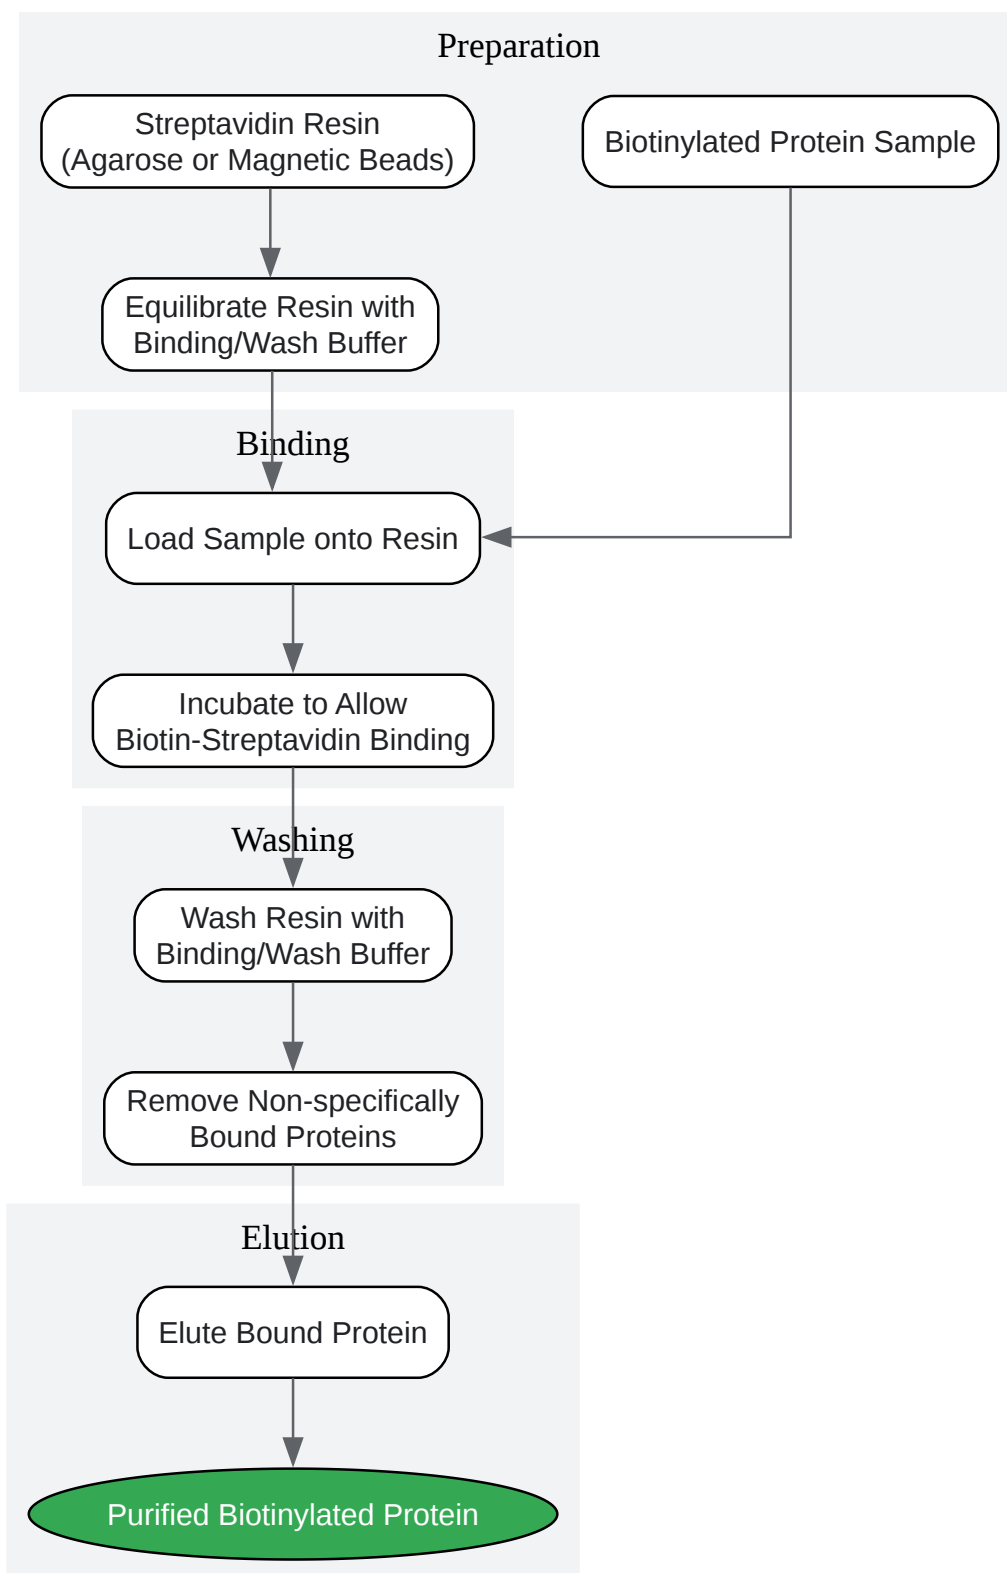 Preparation
Streptavidin Resin
(Agarose or Magnetic Beads)
Biotinylated Protein Sample
Equilibrate Resin with
Binding/Wash Buffer
Binding
Load Sample onto Resin
Incubate to Allow
Biotin-Streptavidin Binding
Washing
Wash Resin with
Binding/Wash Buffer
Remove Non-specifically
Bound Proteins
Elution
Elute Bound Protein
Purified Biotinylated Protein